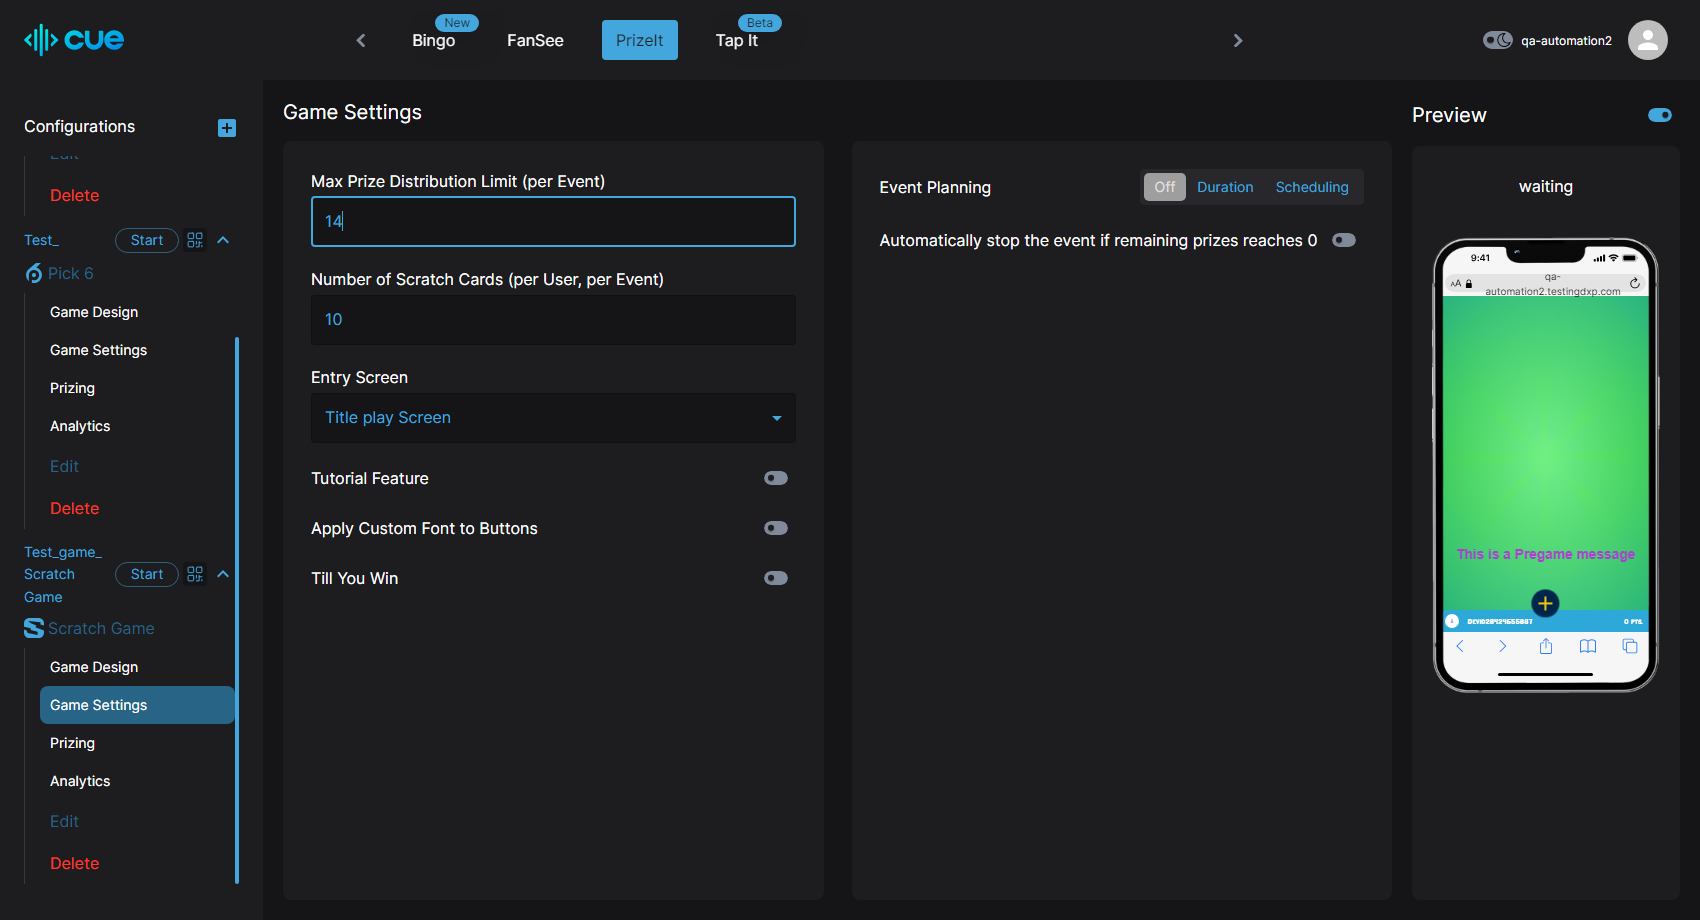 cue
New
Bingo
FanSee
PrizeIt
Beta
Tap It
qa-automation2
Configurations
Edit
Delete
Test_
Start
Pick 6
Game Design
Game Settings
Prizing
Analytics
Edit
Delete
Test_game_
Scratch
Game
Start
Scratch Game
Game Design
Game Settings
Prizing
Analytics
Edit
Delete
Game Settings
Max Prize Distribution Limit (per Event)
14
Number of Scratch Cards (per User, per Event)
10
Entry Screen
Title play Screen
Tutorial Feature
Apply Custom Font to Buttons
Till You Win
Event Planning
Off
Duration
Scheduling
Automatically stop the event if remaining prizes reaches 0
Preview
waiting
9:41
AA
qa-
automation2.testingdxp.com
This is a Pregame message
0 PTS.